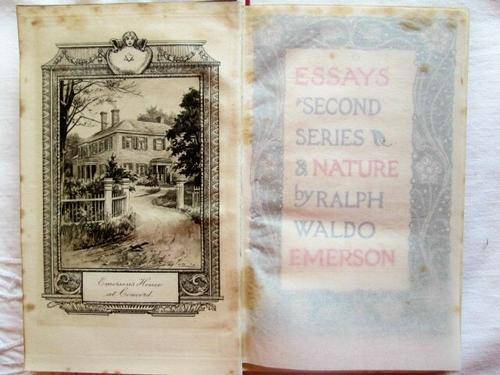 Emerson's House
at Concord.
ESSAYS
SECOND
SERIES
& NATURE
by RALPH
WALDO
EMERSON